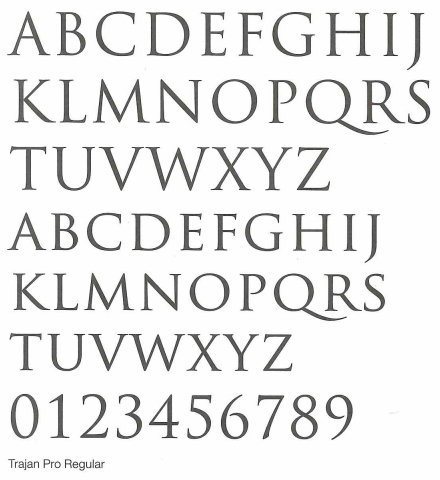 ABCDEFGHIJ
KLMNOPQRS
TUVWXYZ
ABCDEFGHIJ
KLMNOPQRS
TUVWXYZ
0123456789
Trajan Pro Regular